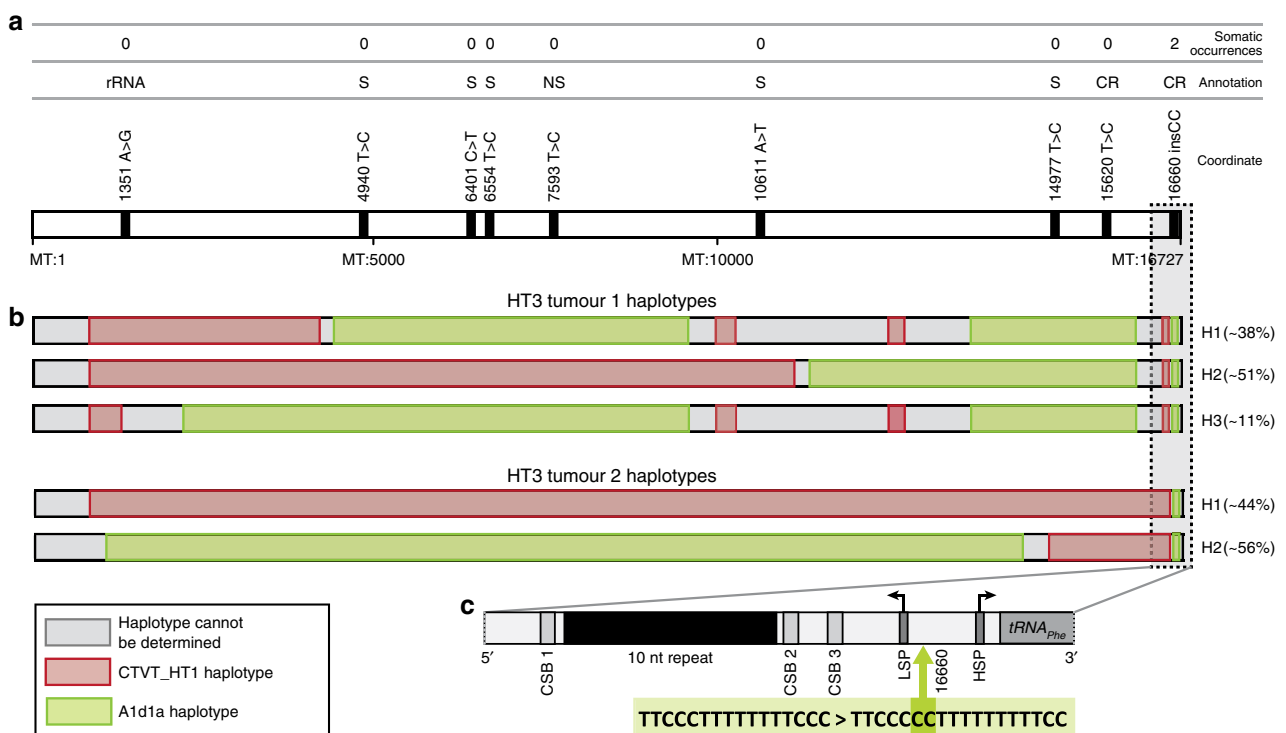 a
0 0 0 0 0 0 0 0 2 Somatic occurrences
rRNA S S S NS S S CR CR Annotation
1351 A>G
4940 T>C
6401 C>T
6554 T>C
7593 T>C
10611 A>T
14977 T>C
15620 T>C
16660 insCC
Coordinate
MT:1 MT:5000 MT:10000 MT:16727
b
HT3 tumour 1 haplotypes
H1(~38%)
H2(~51%)
H3(~11%)
HT3 tumour 2 haplotypes
H1(~44%)
H2(~56%)
Haplotype cannot
be determined
CTVT_HT1 haplotype
A1d1a haplotype
c
tRNAPhe
5′ 10 nt repeat 3′
CSB 1
CSB 2
CSB 3
LSP
16660
HSP
TTCCCTTTTTTTTCCC > TTCCCCCTTTTTTTTTCC